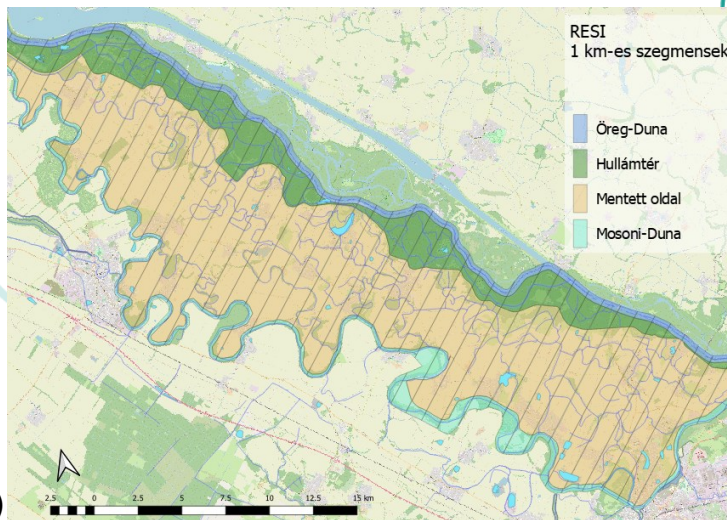 RESI
1 km-es szegmensek
Öreg-Duna
Hullámtér
Mentett oldal
Mosoni-Duna
2.5 0 2.5 5 7.5 10 12.5 15 km
)